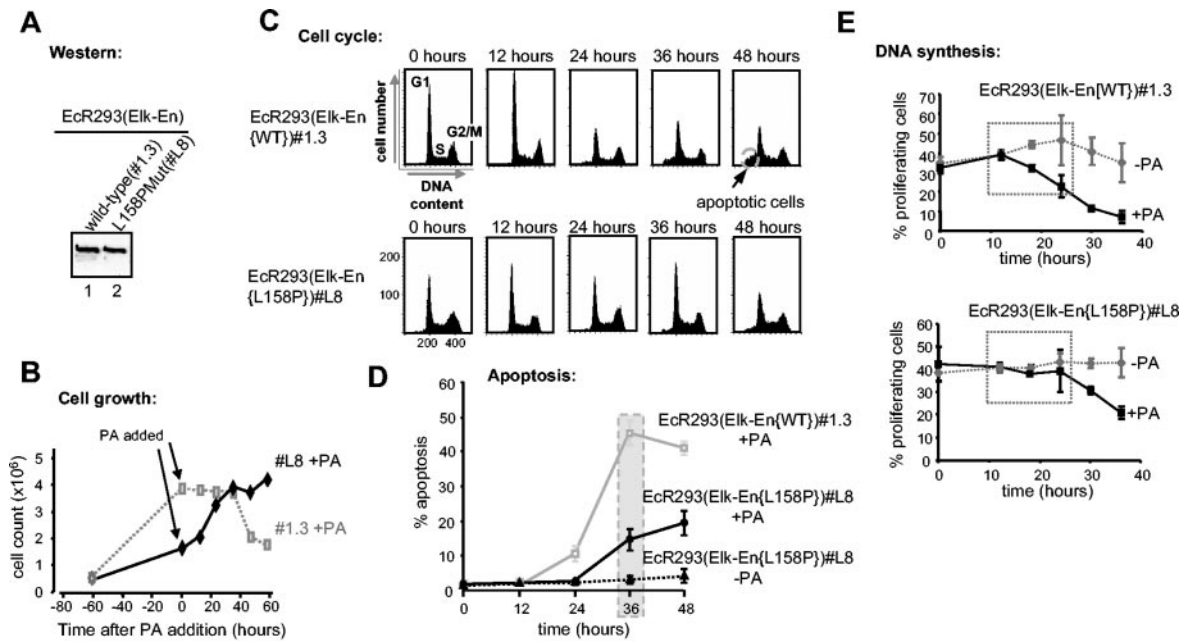 A
Western:
EcR293(Elk-En)
wild-type(#1.3)
L158PMut(#L8)
1 2
B
Cell growth:
PA added
#L8 +PA
#1.3 +PA
cell count (x10⁶)
5
4
3
2
1
0
-80 -60 -40 -20 0 20 40 60
Time after PA addition (hours)
C
Cell cycle:
0 hours 12 hours 24 hours 36 hours 48 hours
EcR293(Elk-En
{WT})#1.3
cell number
G1
S
G2/M
DNA
content
apoptotic cells
0 hours 12 hours 24 hours 36 hours 48 hours
EcR293(Elk-En
{L158P})#L8
200
100
200 400
D
Apoptosis:
% apoptosis
60
50
40
30
20
10
0
0 12 24 36 48
time (hours)
EcR293(Elk-En{WT})#1.3
+PA
EcR293(Elk-En{L158P})#L8
+PA
EcR293(Elk-En{L158P})#L8
-PA
E
DNA synthesis:
EcR293(Elk-En[WT})#1.3
% proliferating cells
70
60
50
40
30
20
10
0
0 10 20 30 40
time (hours)
-PA
+PA
EcR293(Elk-En{L158P})#L8
% proliferating cells
60
50
40
30
20
10
0
0 10 20 30 40
time (hours)
-PA
+PA